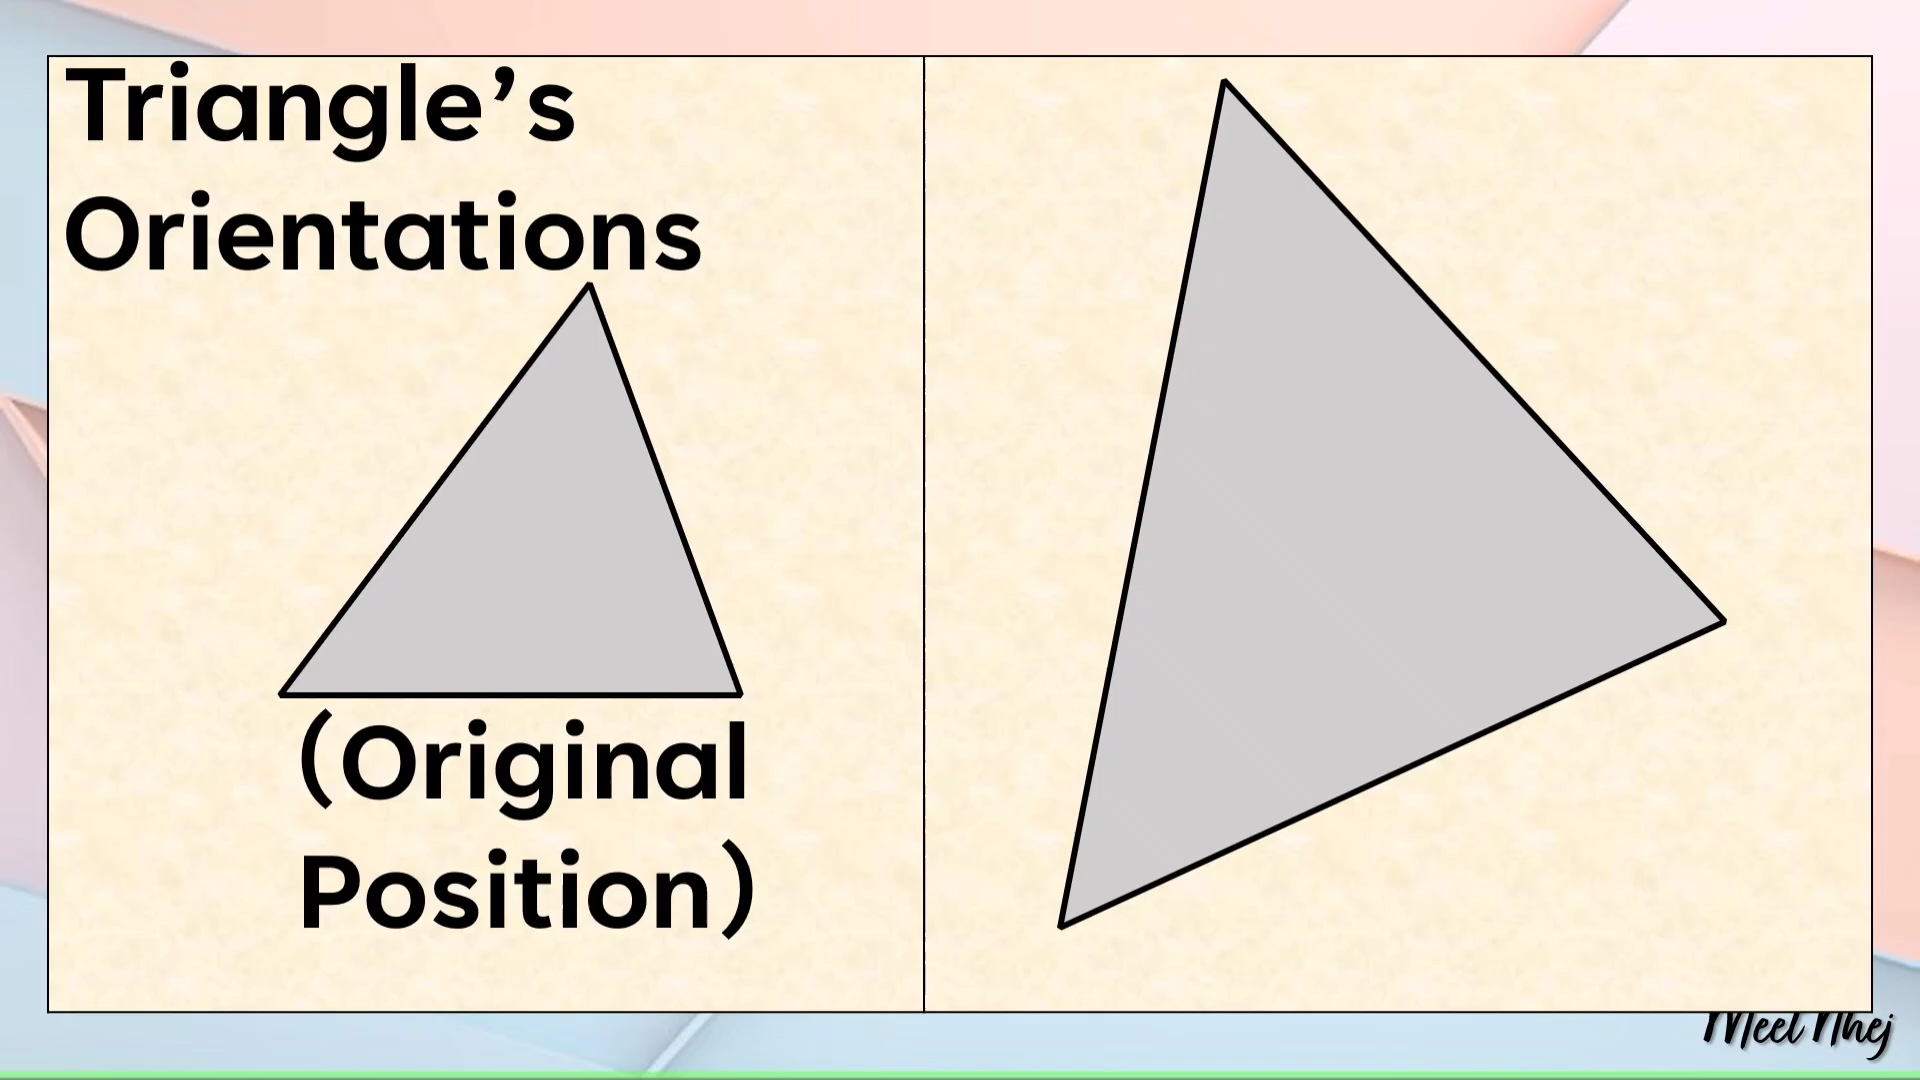 Triangle’s
Orientations
(Original
Position)
Meel Nhej